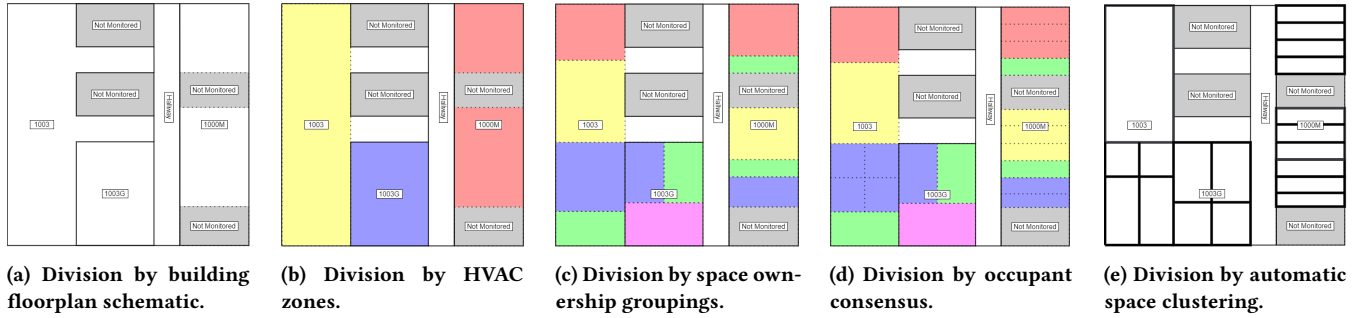 Not Monitored
Not Monitored
Hallway
Not Monitored
1003
1000M
1003G
Not Monitored
(a) Division by building
floorplan schematic.
Not Monitored
Not Monitored
Hallway
Not Monitored
1003
1000M
1003G
Not Monitored
(b) Division by HVAC
zones.
Not Monitored
Not Monitored
Hallway
Not Monitored
1003
1000M
1003G
Not Monitored
(c) Division by space own-
ership groupings.
Not Monitored
Not Monitored
Hallway
Not Monitored
1003
1000M
1003G
Not Monitored
(d) Division by occupant
consensus.
Not Monitored
Not Monitored
Hallway
Not Monitored
1003
1000M
1003G
Not Monitored
(e) Division by automatic
space clustering.